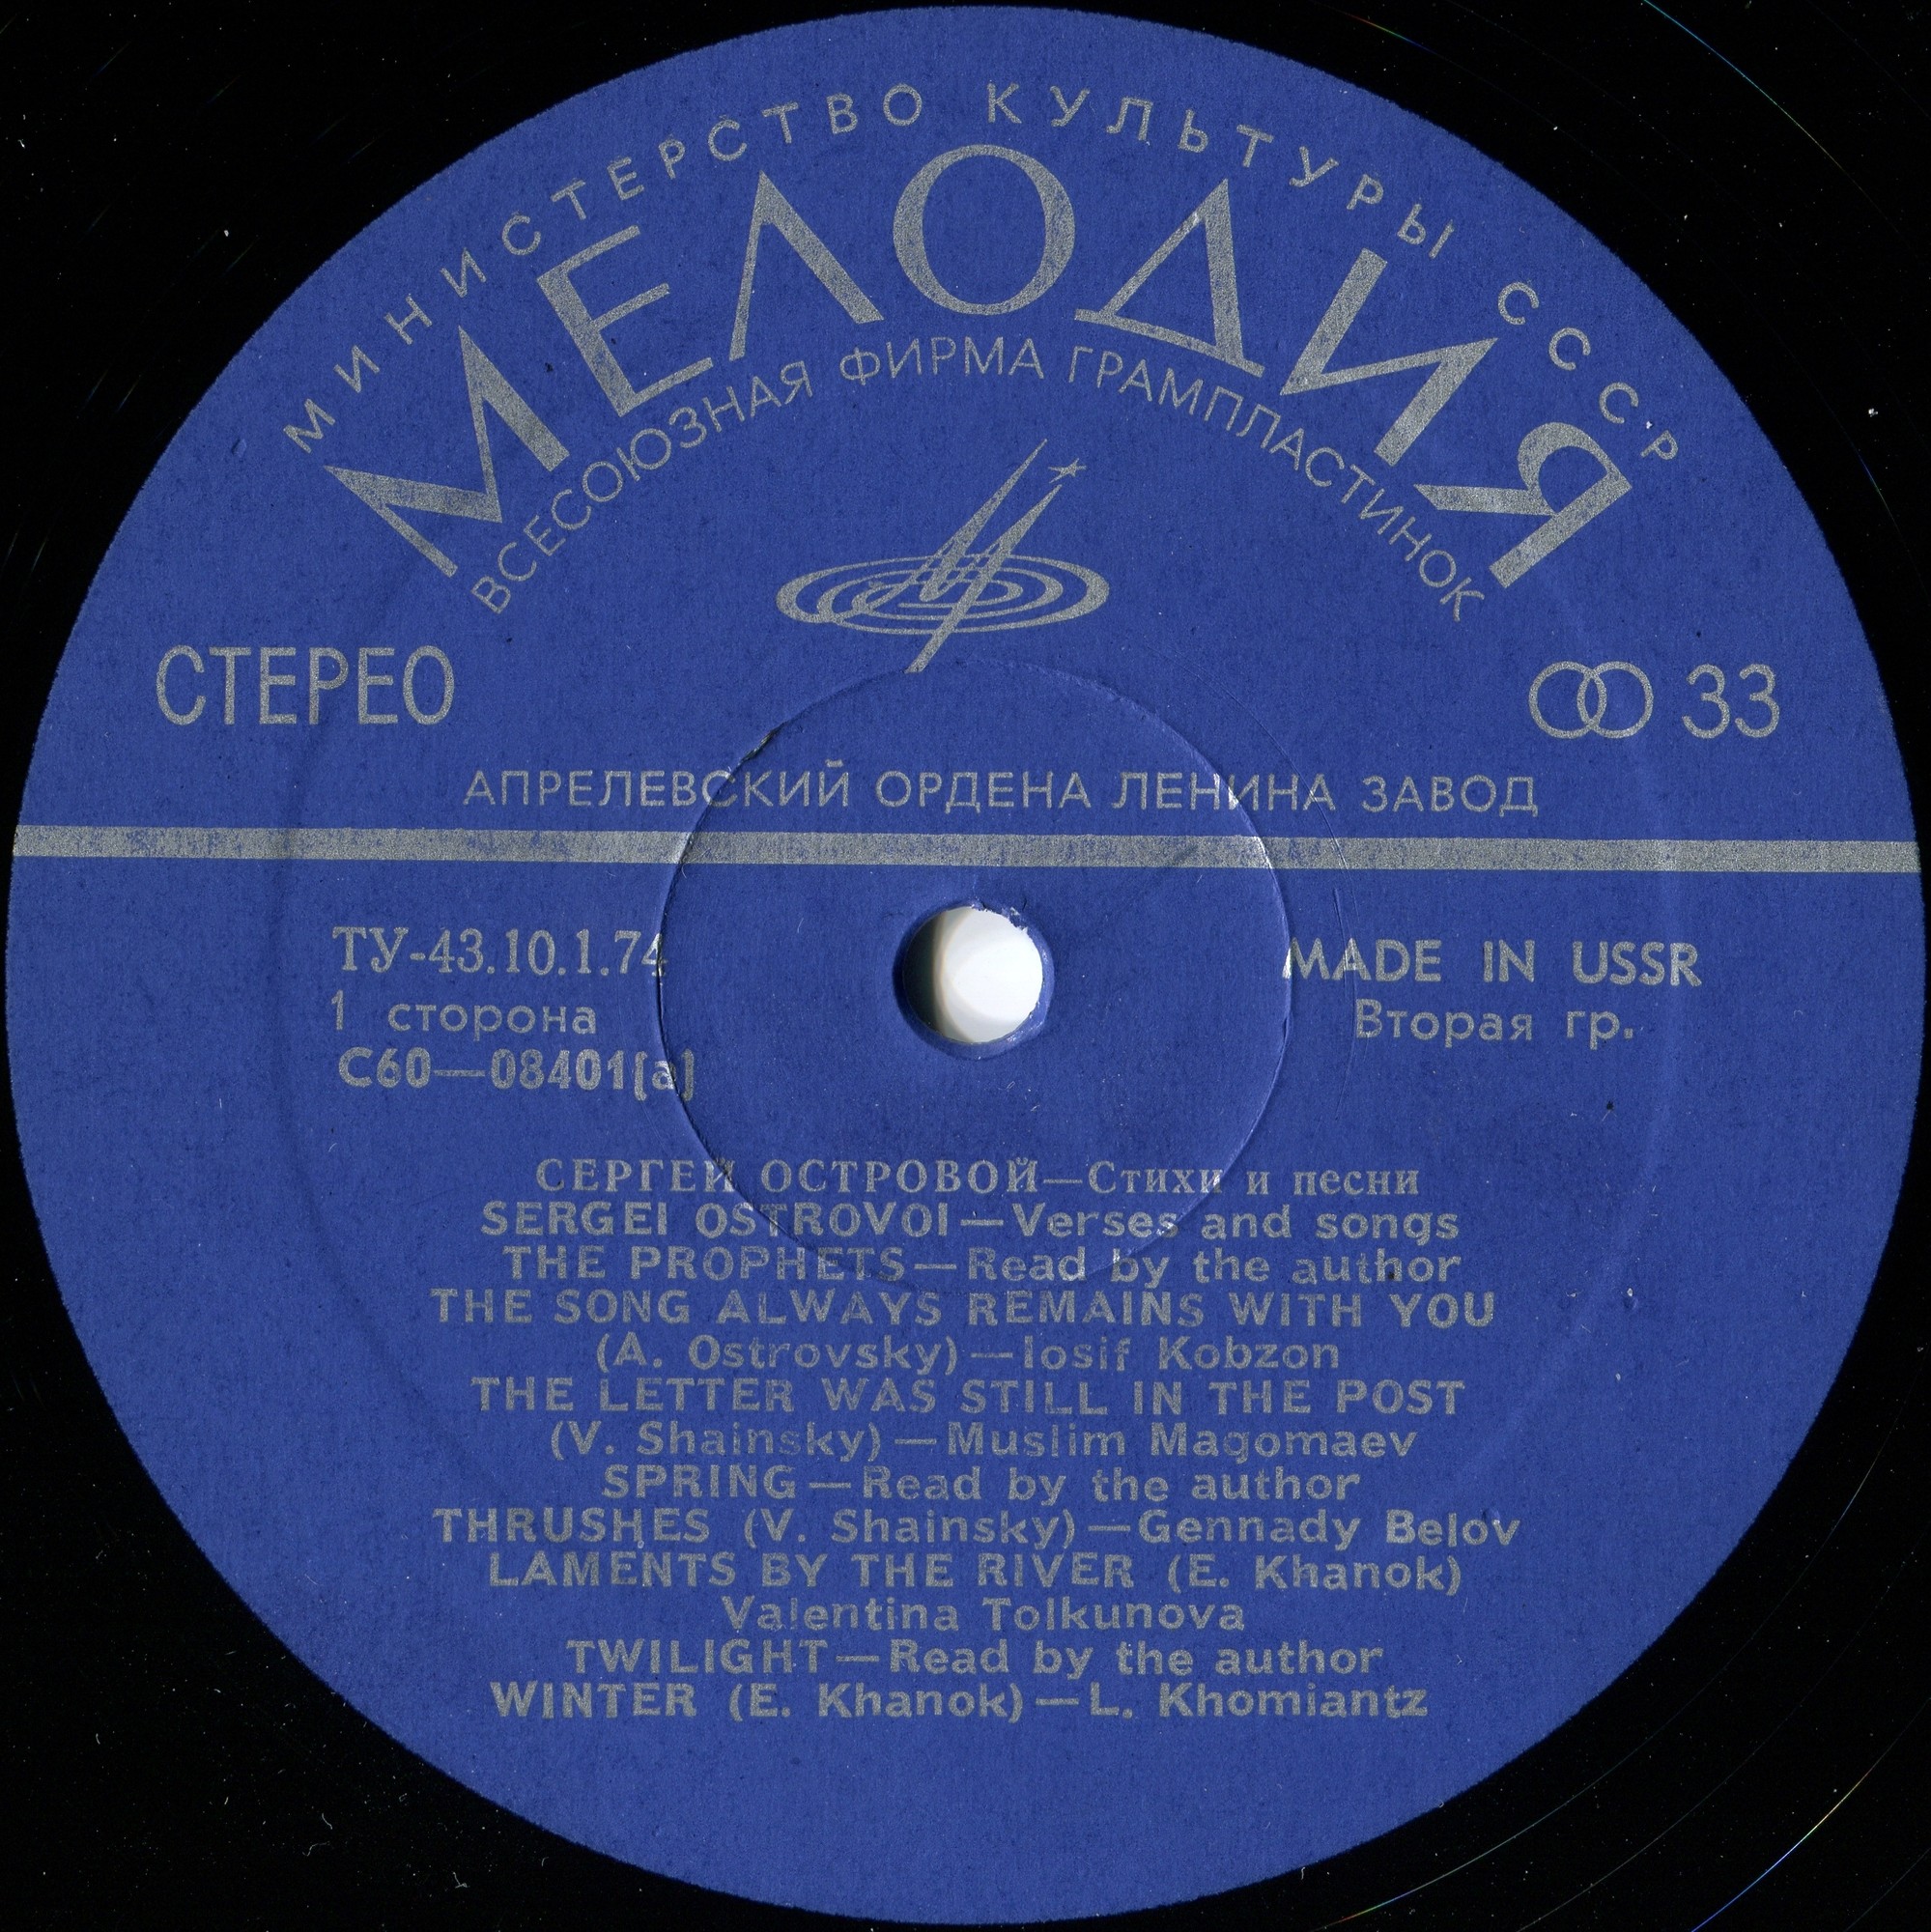 МИНИСТЕРСТВО КУЛЬТУРЫ СССР
МЕЛОДИЯ
ВСЕСОЮЗНАЯ ФИРМА ГРАМПЛАСТИНОК
СТЕРЕО
33
АПРЕЛЕВСКИЙ ОРДЕНА ЛЕНИНА ЗАВОД
ТУ-43.10.1.74
1 сторона
С60—08401(а)
MADE IN USSR
Вторая гр.
СЕРГЕЙ ОСТРОВОЙ—Стихи и песни
SERGEI OSTROVOI—Verses and songs
THE PROPHETS—Read by the author
THE SONG ALWAYS REMAINS WITH YOU
(A. Ostrovsky)—Iosif Kobzon
THE LETTER WAS STILL IN THE POST
(V. Shainsky)—Muslim Magomaev
SPRING—Read by the author
THRUSHES (V. Shainsky)—Gennady Belov
LAMENTS BY THE RIVER (E. Khanok)
Valentina Tolkunova
TWILIGHT—Read by the author
WINTER (E. Khanok)—L. Khomiantz